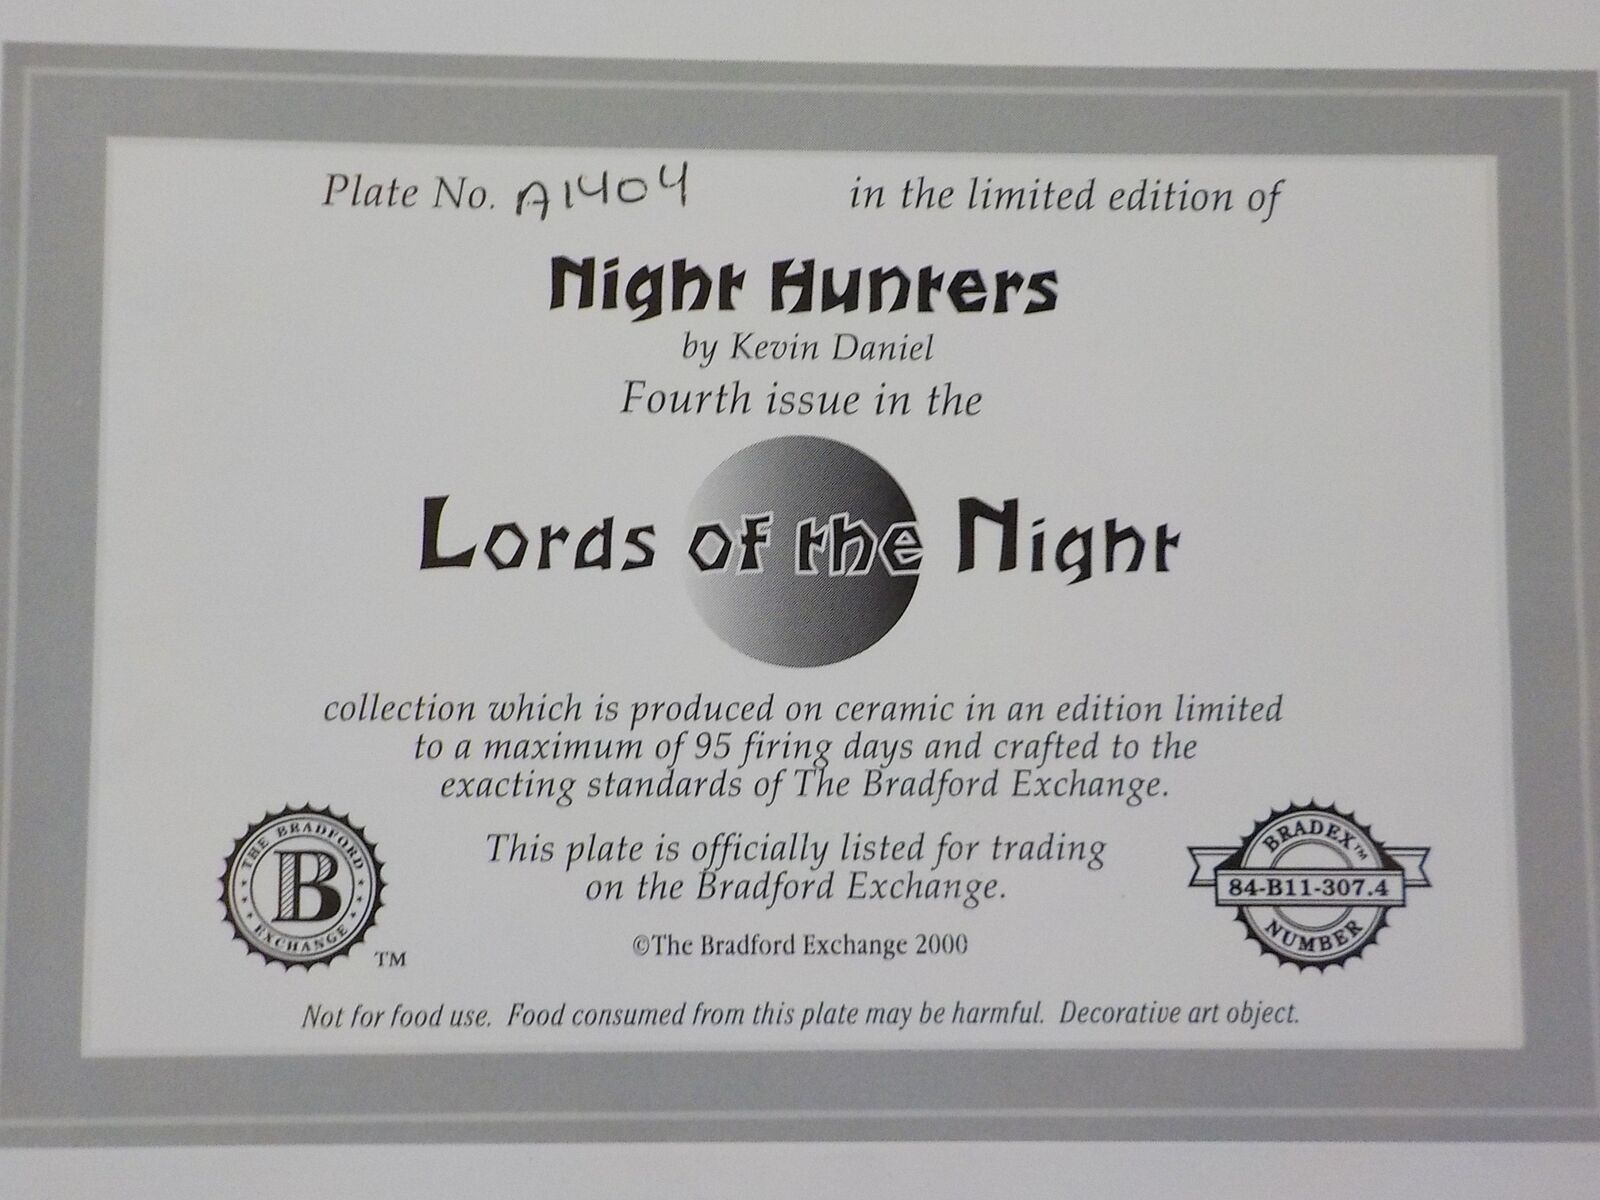 Plate No. A1404 in the limited edition of
Night Hunters
by Kevin Daniel
Fourth issue in the
Lords of the Night
collection which is produced on ceramic in an edition limited
to a maximum of 95 firing days and crafted to the
exacting standards of The Bradford Exchange.
This plate is officially listed for trading
on the Bradford Exchange.
©The Bradford Exchange 2000
THE BRADFORD
B
EXCHANGE
TM
BRADEX™
84-B11-307.4
NUMBER
Not for food use. Food consumed from this plate may be harmful. Decorative art object.